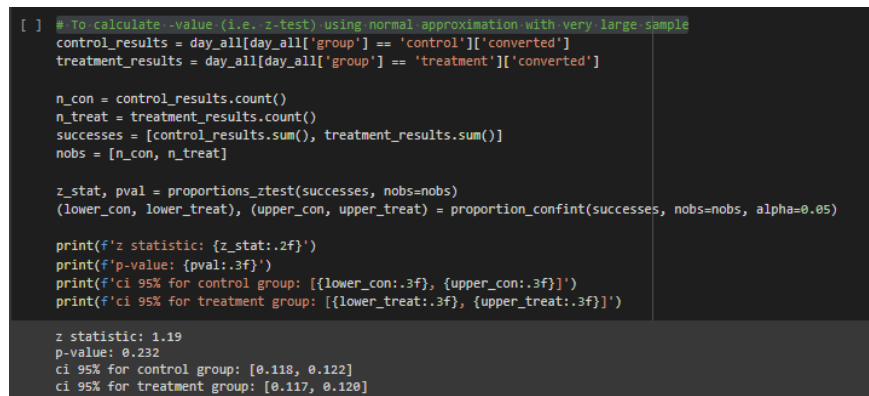 [ ] # To calculate -value (i.e. z-test) using normal approximation with very large sample
control_results = day_all[day_all['group'] == 'control']['converted']
treatment_results = day_all[day_all['group'] == 'treatment']['converted']
n_con = control_results.count()
n_treat = treatment_results.count()
successes = [control_results.sum(), treatment_results.sum()]
nobs = [n_con, n_treat]
z_stat, pval = proportions_ztest(successes, nobs=nobs)
(lower_con, lower_treat), (upper_con, upper_treat) = proportion_confint(successes, nobs=nobs, alpha=0.05)
print(f'z statistic: {z_stat:.2f}')
print(f'p-value: {pval:.3f}')
print(f'ci 95% for control group: [{lower_con:.3f}, {upper_con:.3f}]')
print(f'ci 95% for treatment group: [{lower_treat:.3f}, {upper_treat:.3f}]')
z statistic: 1.19
p-value: 0.232
ci 95% for control group: [0.118, 0.122]
ci 95% for treatment group: [0.117, 0.120]